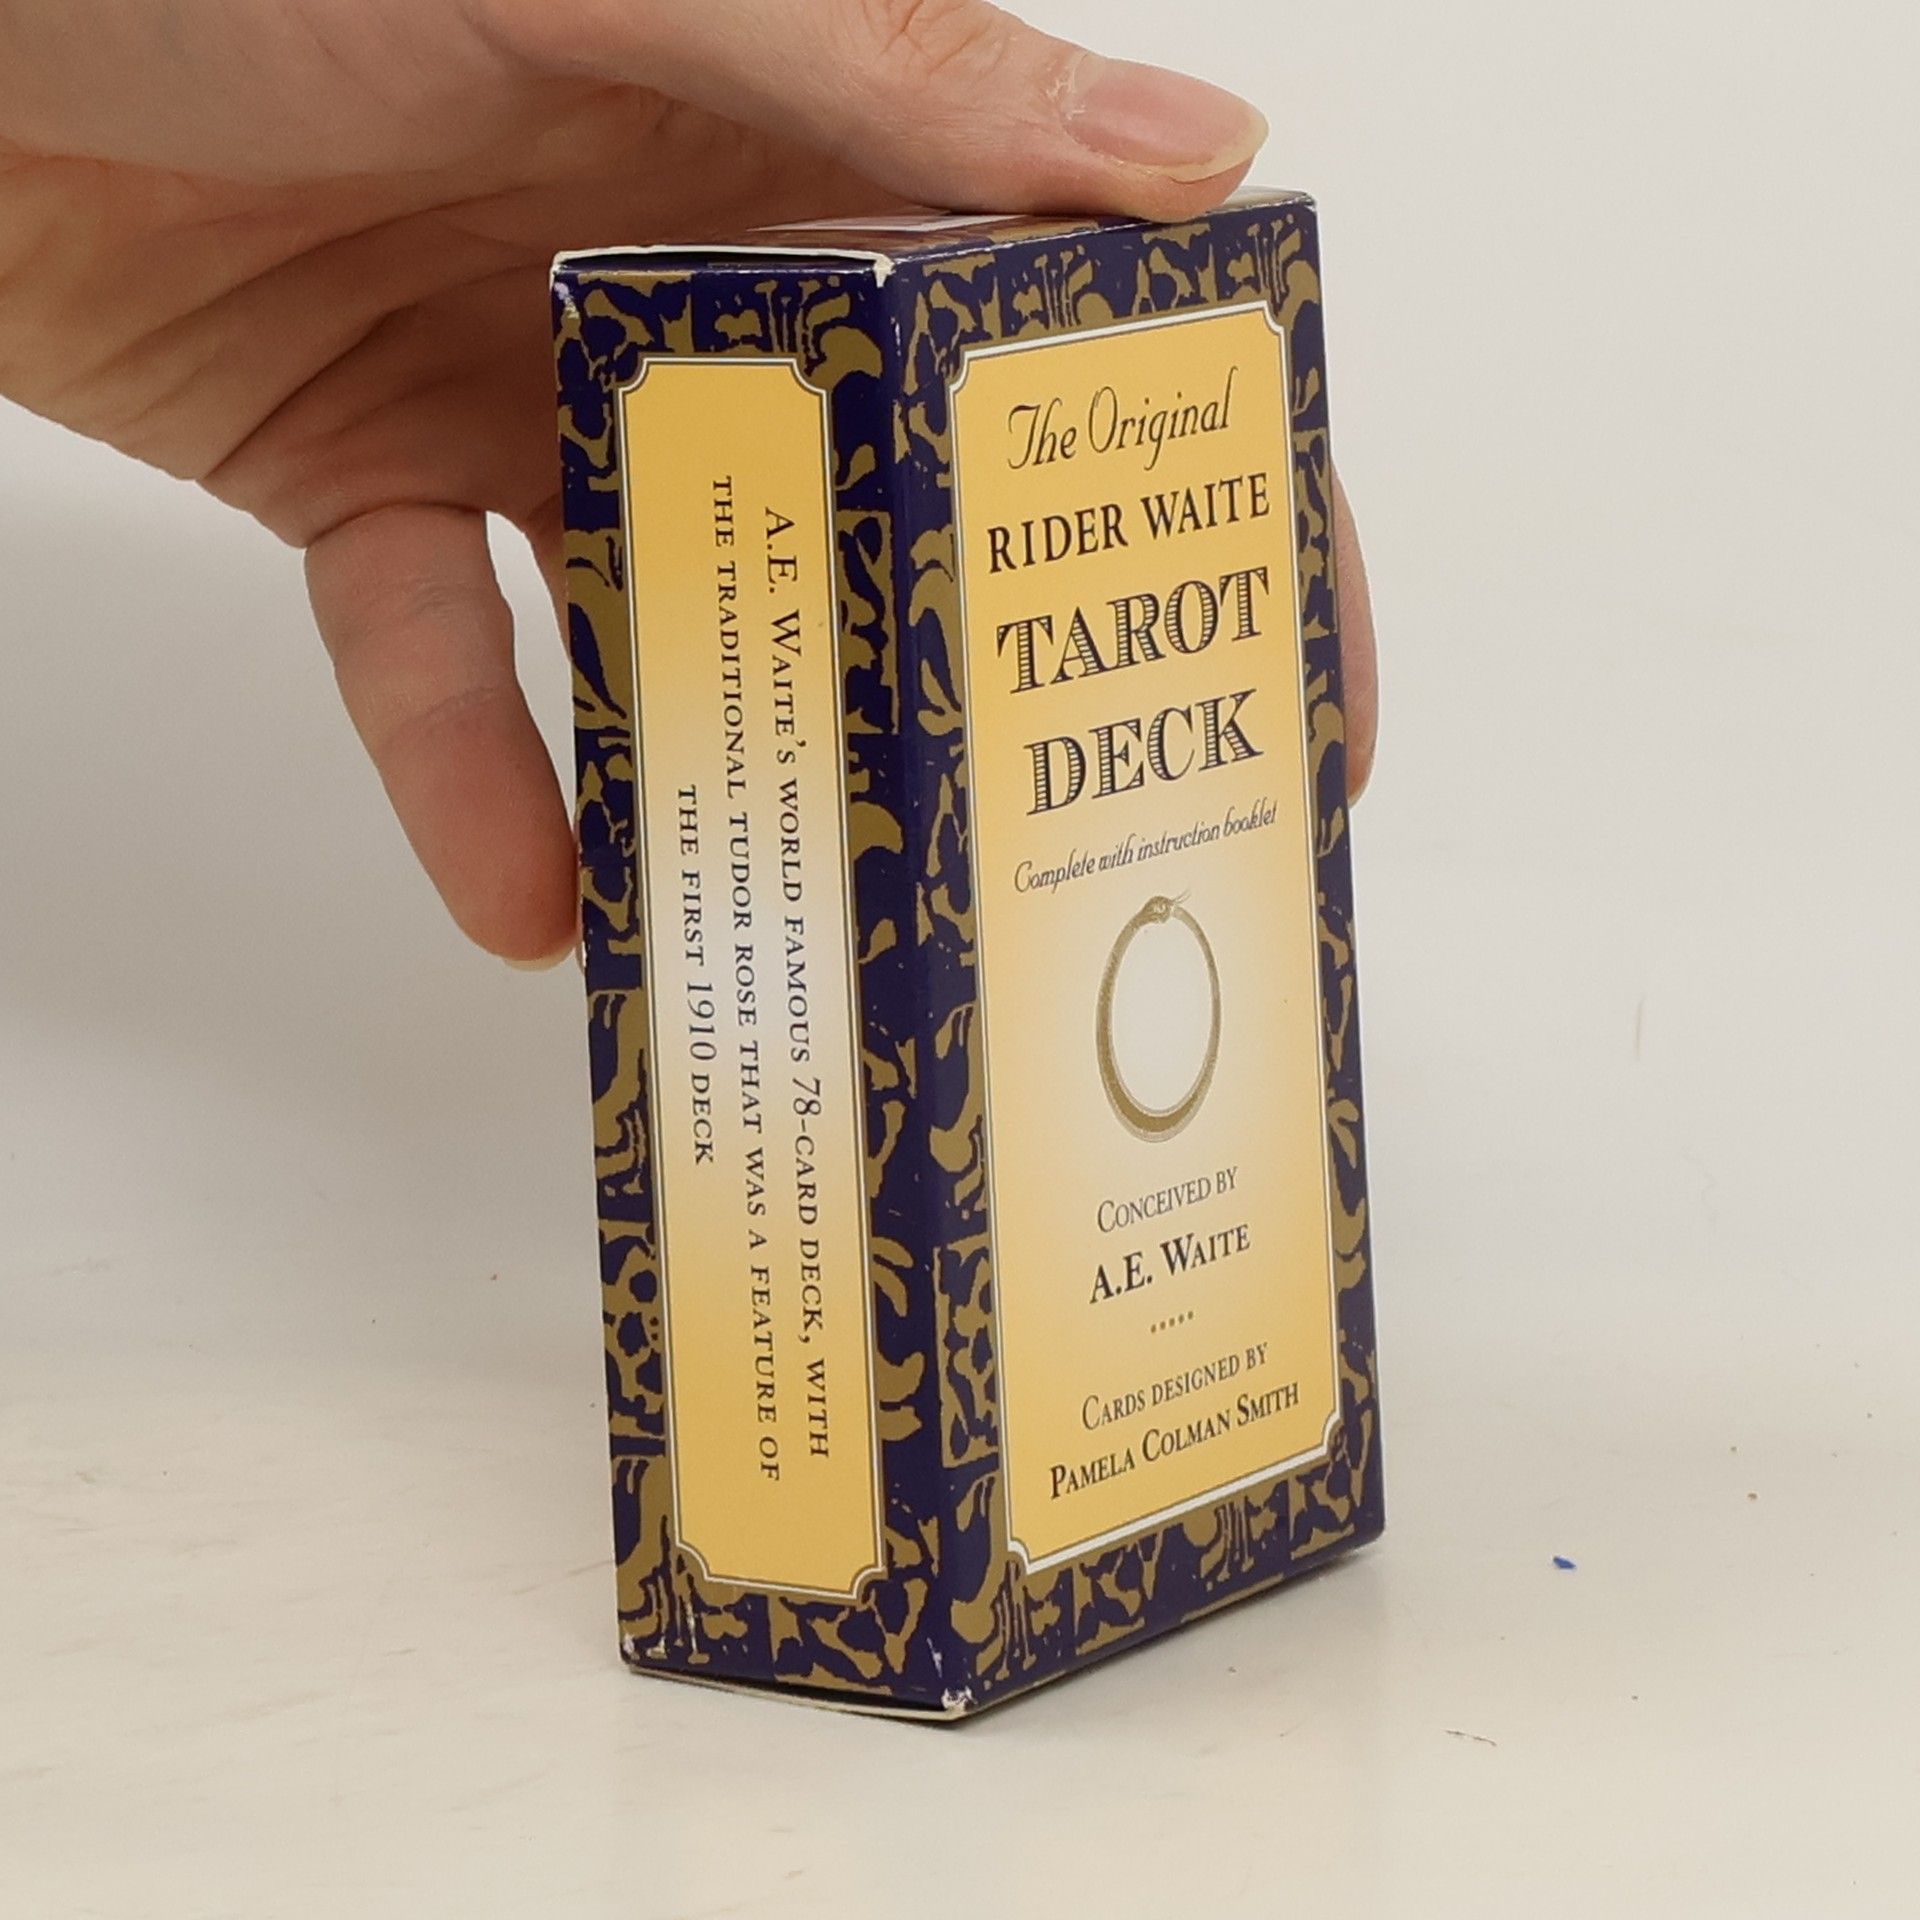 The Original
RIDER WAITE
TAROT
DECK
Complete with instruction booklet
CONCEIVED BY
A.E. WAITE
CARDS DESIGNED BY
PAMELA COLMAN SMITH
A.E. WAITE'S WORLD FAMOUS 78-CARD DECK, WITH
THE TRADITIONAL TUDOR ROSE THAT WAS A FEATURE OF
THE FIRST 1910 DECK